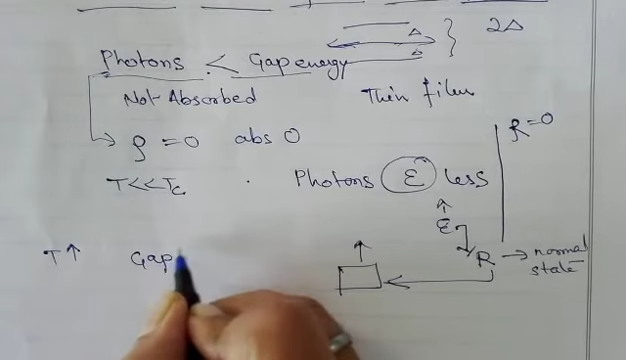 Δ } 2Δ
Photons < Gap energy Δ
Not Absorbed Thin film
ρ = 0 abs 0 R=0
T<<Tc . Photons ε less
ε
R → normal state
T↑ Gap